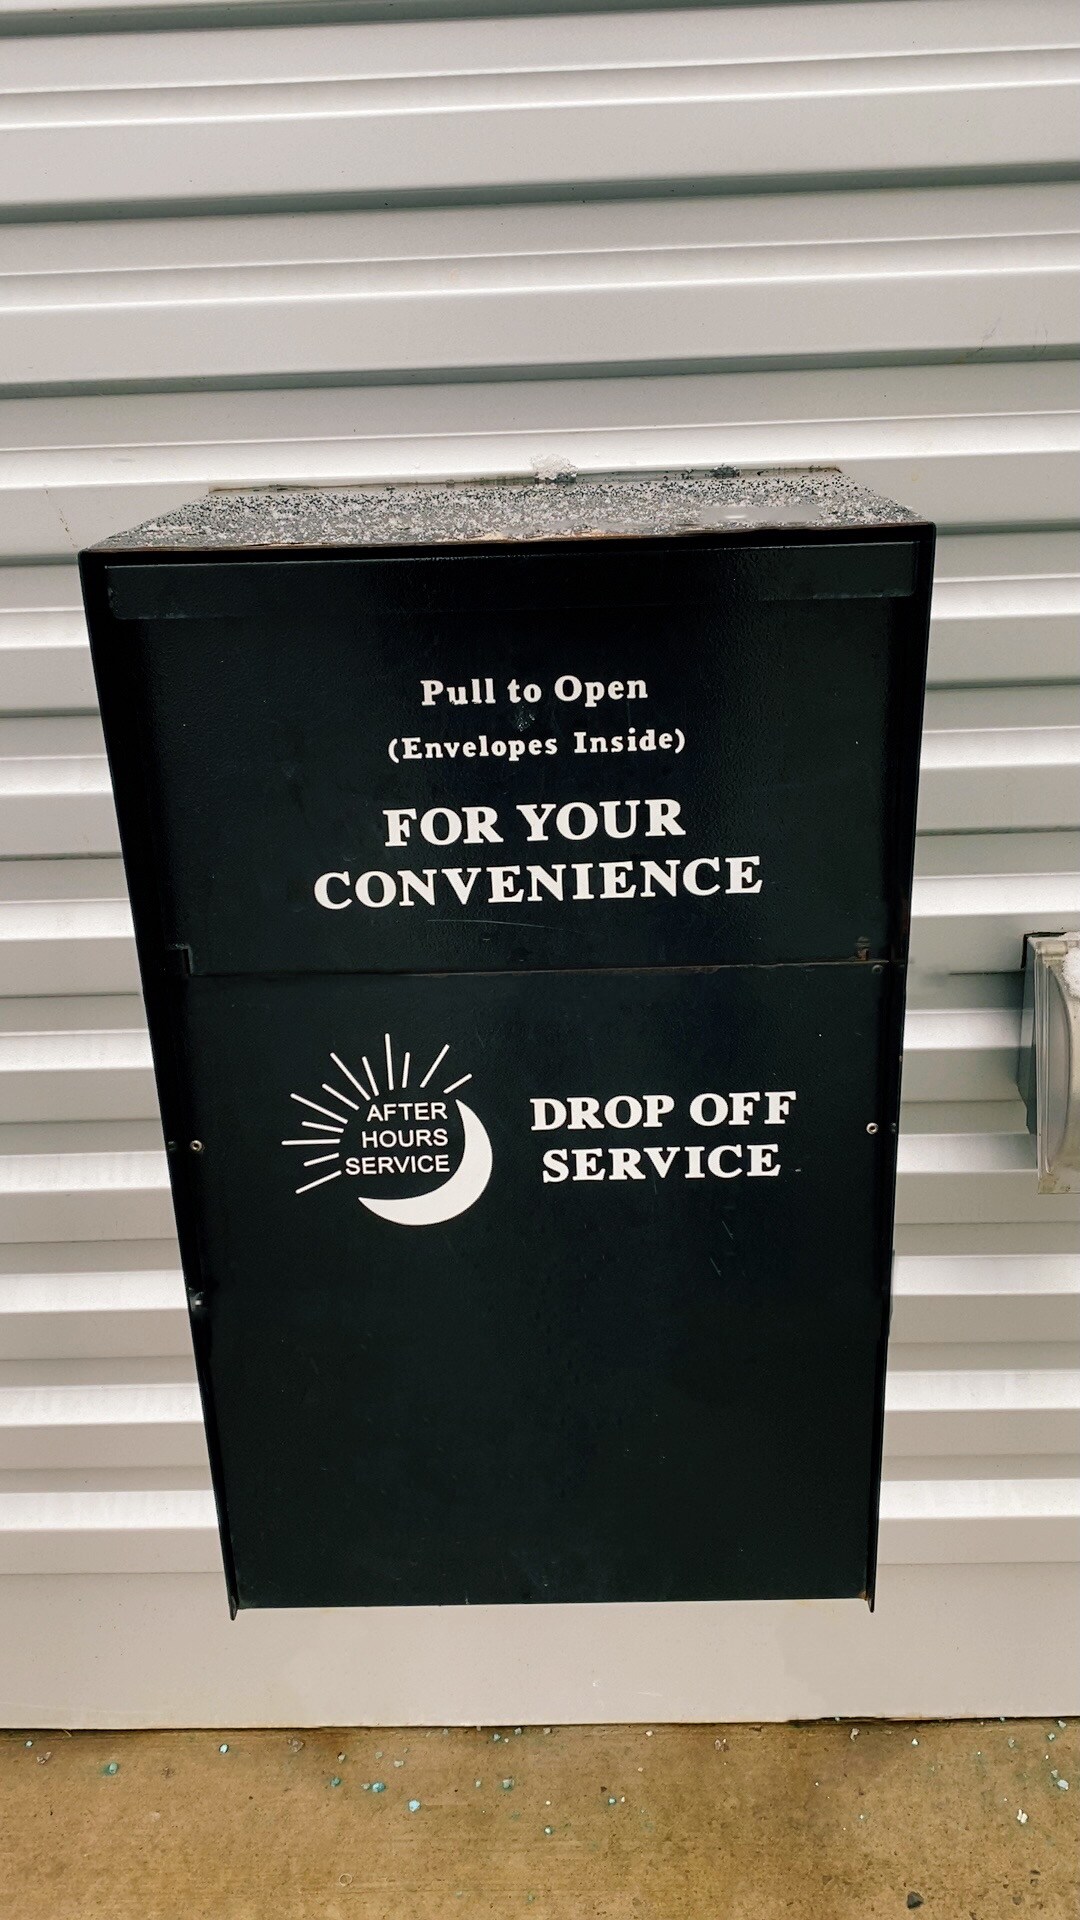 Pull to Open
(Envelopes Inside)
FOR YOUR
CONVENIENCE
AFTER
HOURS
SERVICE
DROP OFF
SERVICE